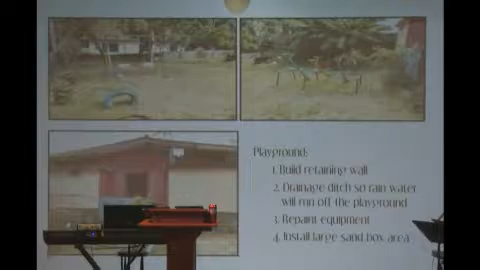 Playground:
1. Build retaining wall
2. Drainage ditch so rain water
will run off the playground
3. Repaint equipment
4. Install large sand box area